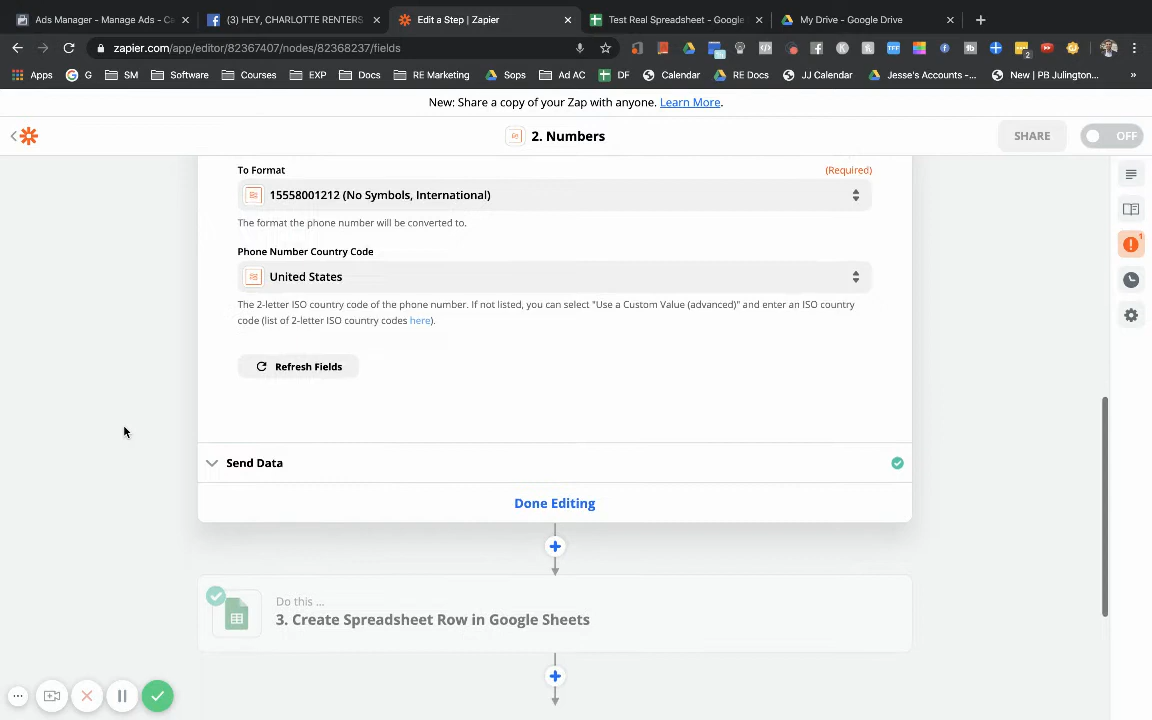 Ads Manager - Manage Ads - Ca
(3) HEY, CHARLOTTE RENTERS
Edit a Step | Zapier
Test Real Spreadsheet - Google
My Drive - Google Drive
zapier.com/app/editor/82367407/nodes/82368237/fields
Apps
G
SM
Software
Courses
EXP
Docs
RE Marketing
Sops
Ad AC
DF
Calendar
RE Docs
JJ Calendar
Jesse's Accounts -...
New | PB Julington...
»
New: Share a copy of your Zap with anyone. Learn More.
2. Numbers
SHARE
OFF
To Format
(Required)
15558001212 (No Symbols, International)
The format the phone number will be converted to.
Phone Number Country Code
United States
The 2-letter ISO country code of the phone number. If not listed, you can select "Use a Custom Value (advanced)" and enter an ISO country
code (list of 2-letter ISO country codes here).
Refresh Fields
Send Data
Done Editing
Do this ...
3. Create Spreadsheet Row in Google Sheets